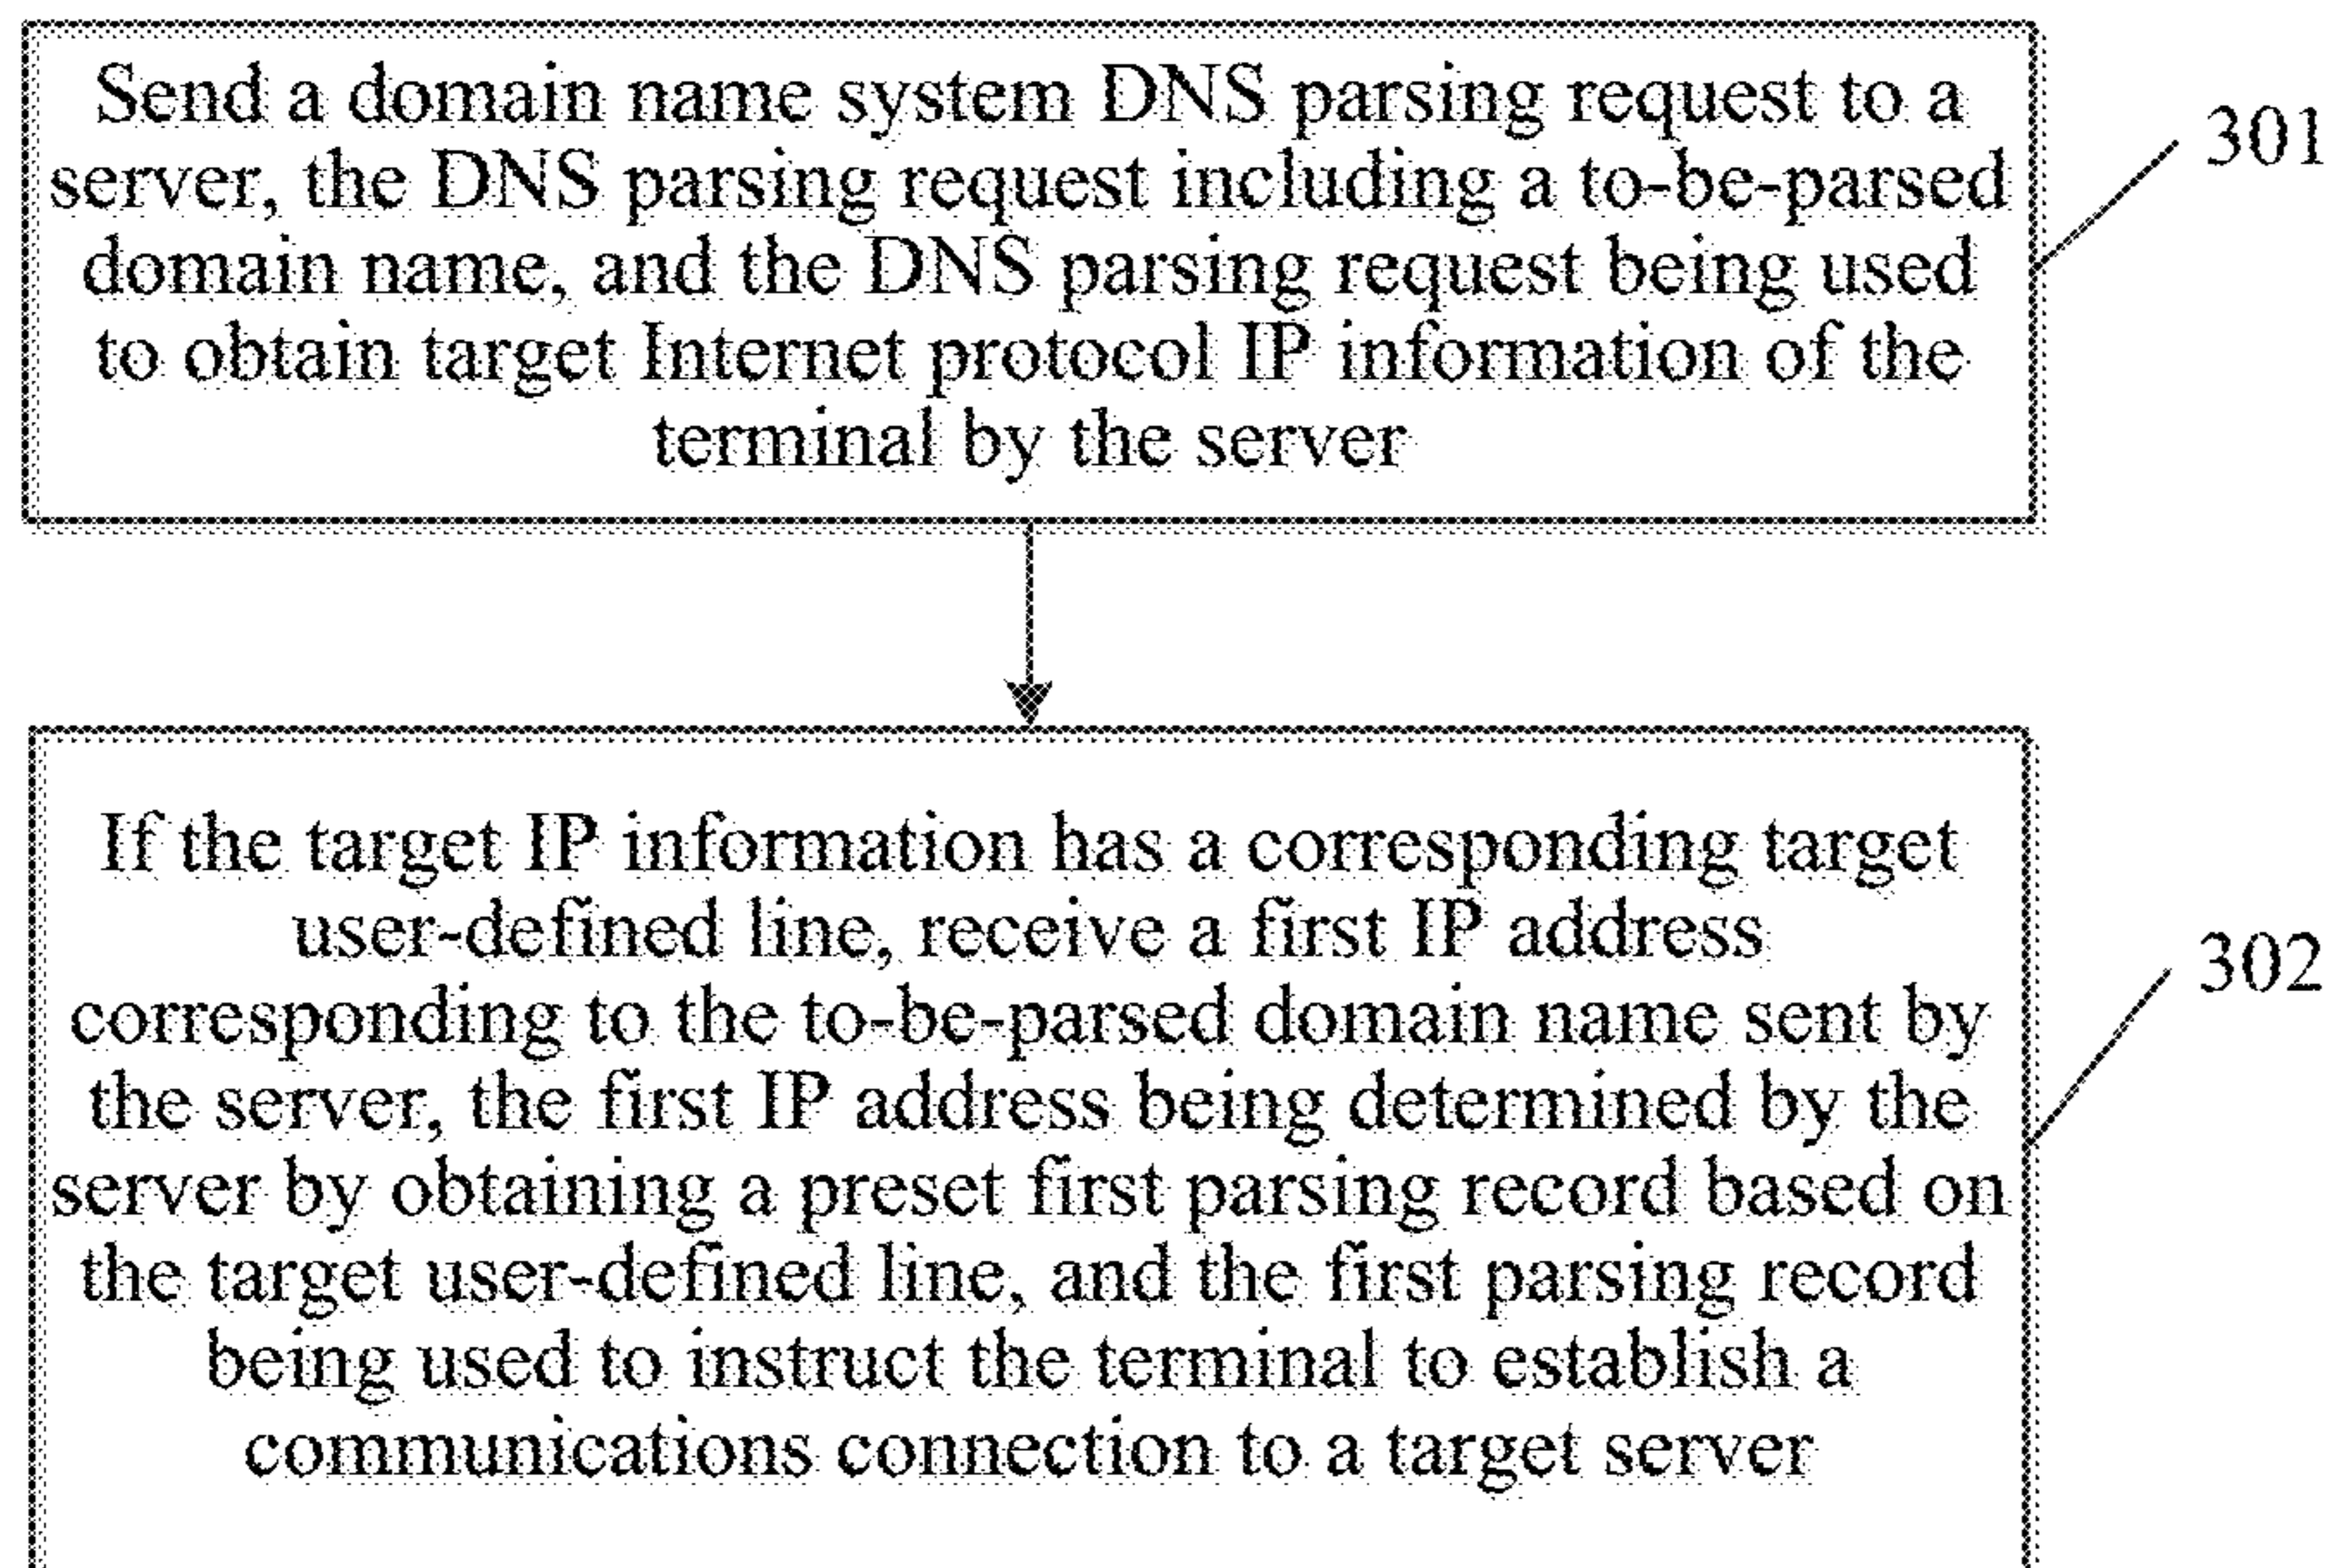 Send a domain name system DNS parsing request to a
server, the DNS parsing request including a to-be-parsed
domain name, and the DNS parsing request being used
to obtain target Internet protocol IP information of the
terminal by the server
301
If the target IP information has a corresponding target
user-defined line, receive a first IP address
corresponding to the to-be-parsed domain name sent by
the server, the first IP address being determined by the
server by obtaining a preset first parsing record based on
the target user-defined line, and the first parsing record
being used to instruct the terminal to establish a
communications connection to a target server
302